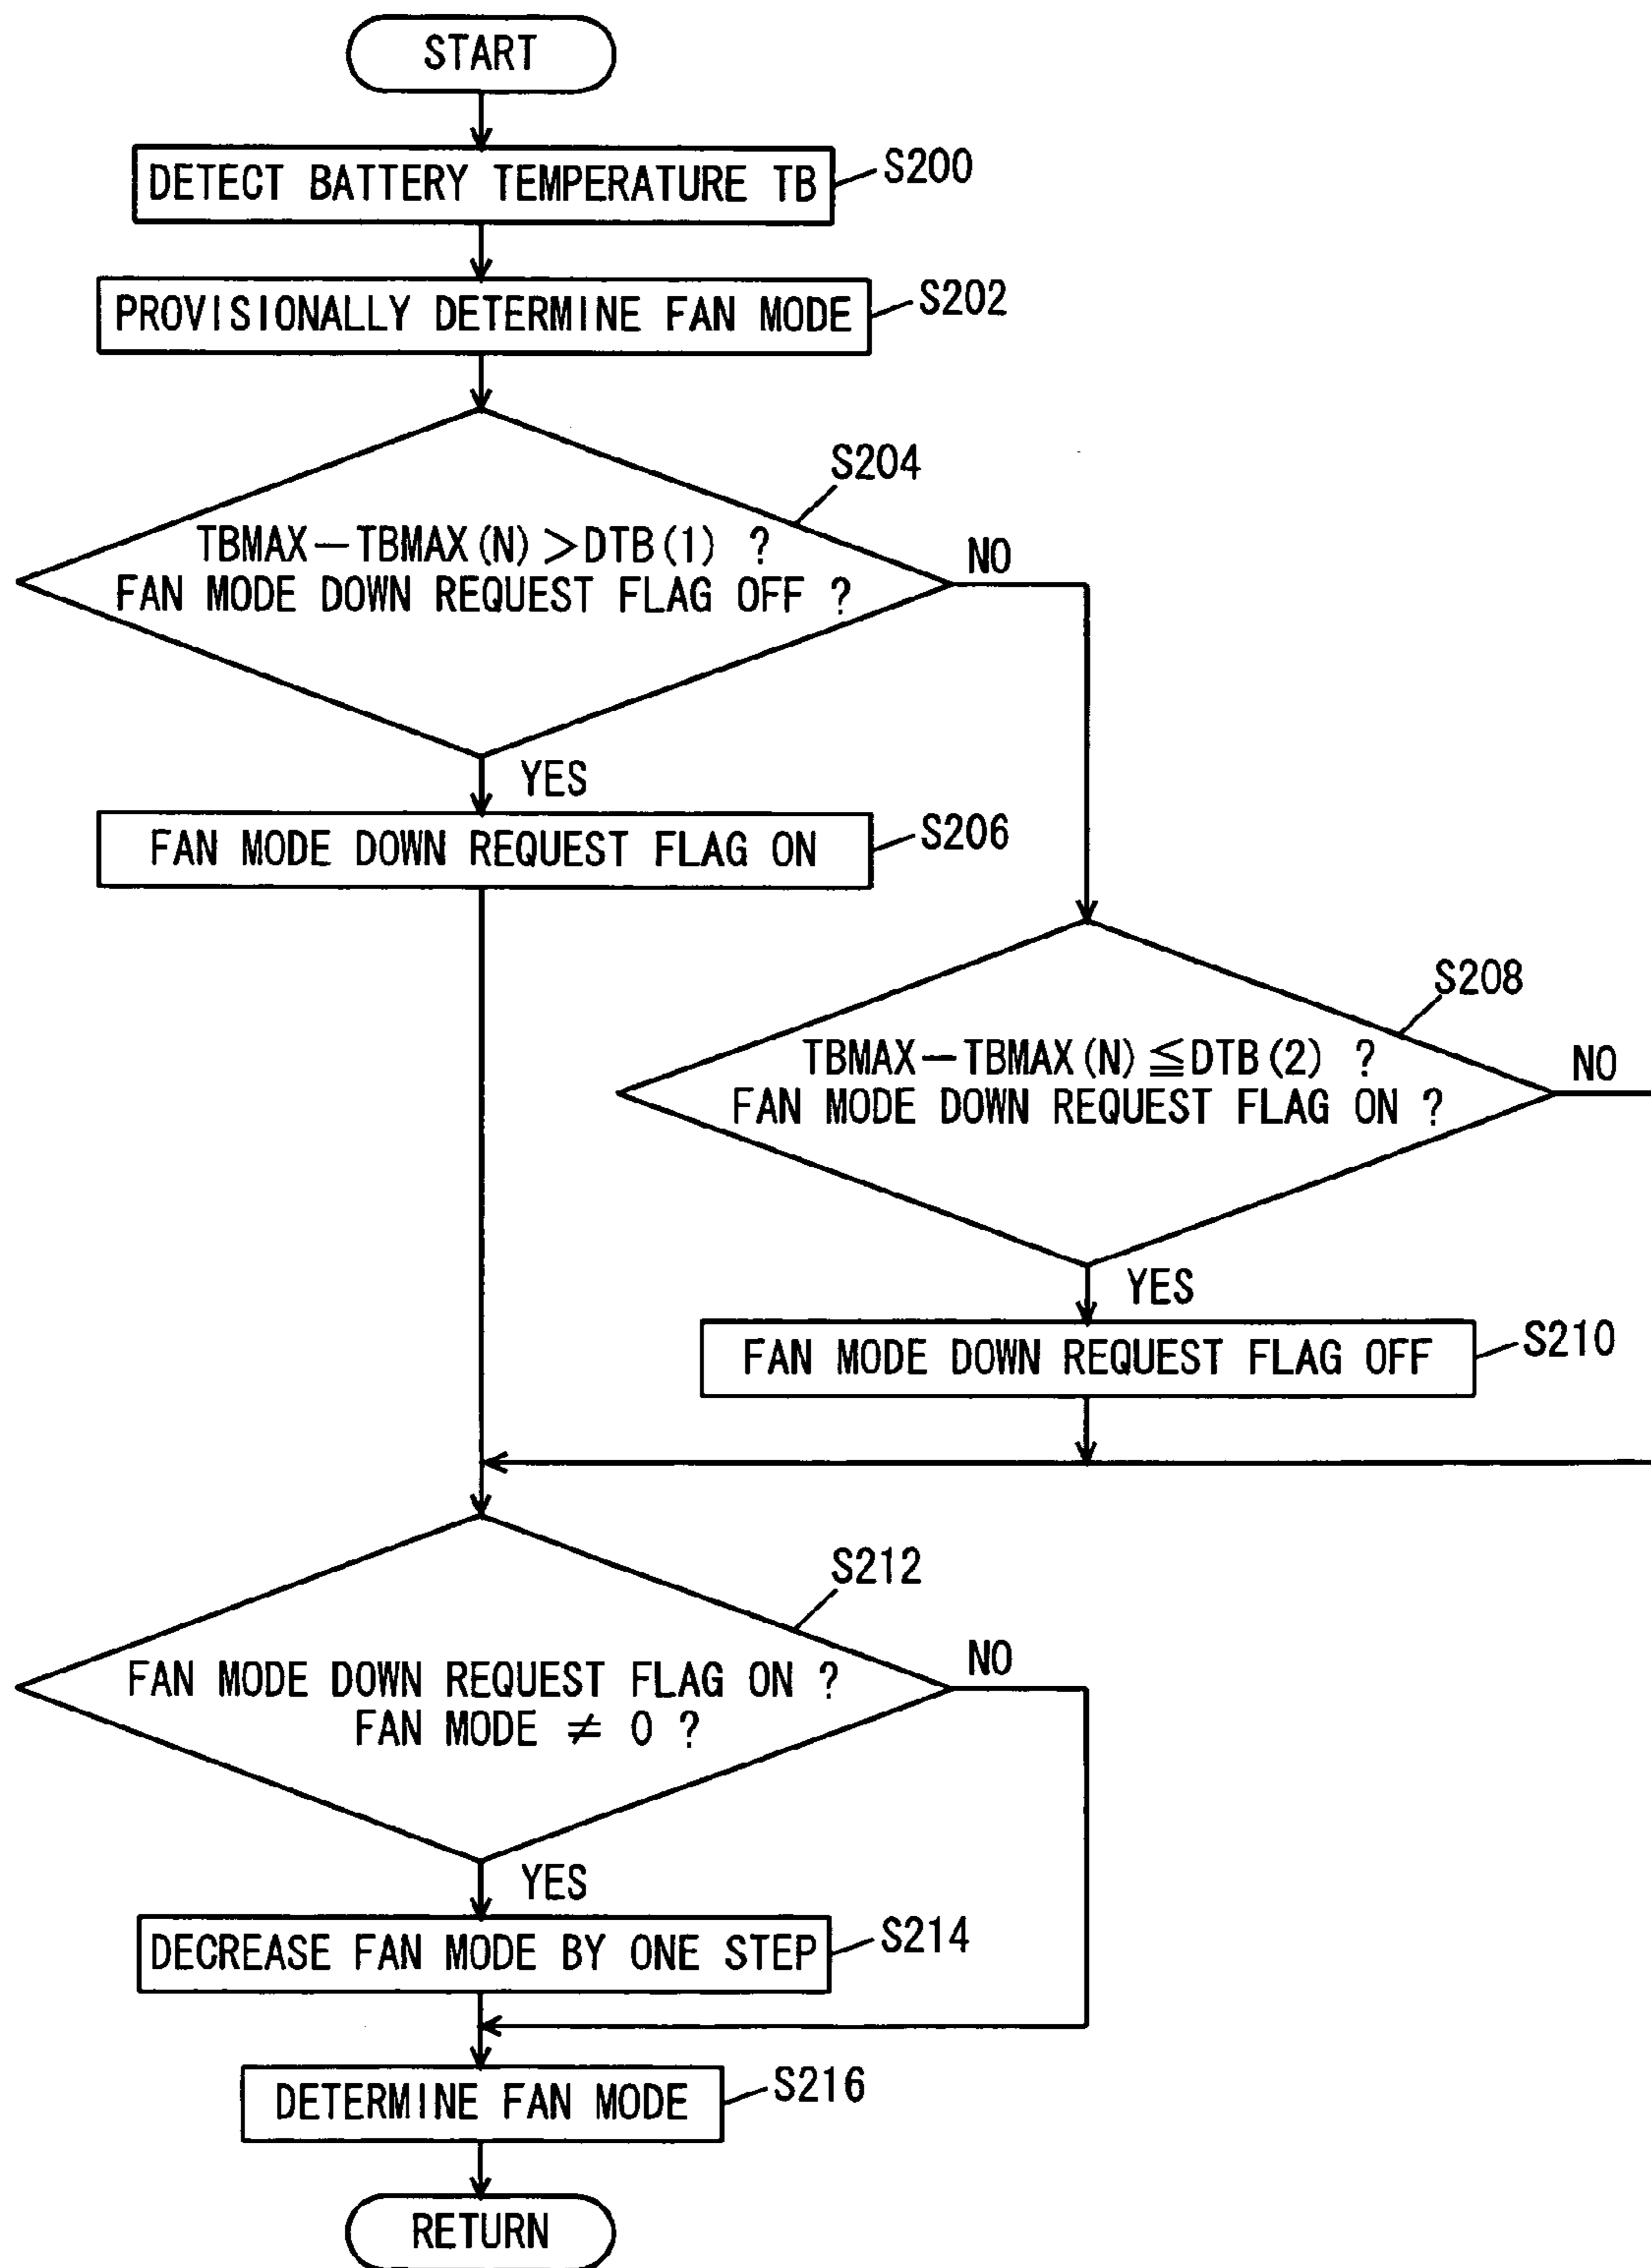 START
DETECT BATTERY TEMPERATURE TB
S200
PROVISIONALLY DETERMINE FAN MODE
S202
S204
TBMAX—TBMAX(N)>DTB(1) ?
FAN MODE DOWN REQUEST FLAG OFF ?
NO
YES
FAN MODE DOWN REQUEST FLAG ON
S206
S208
TBMAX—TBMAX(N)≦DTB(2) ?
FAN MODE DOWN REQUEST FLAG ON ?
NO
YES
FAN MODE DOWN REQUEST FLAG OFF
S210
S212
FAN MODE DOWN REQUEST FLAG ON ?
FAN MODE ≠ 0 ?
NO
YES
DECREASE FAN MODE BY ONE STEP
S214
DETERMINE FAN MODE
S216
RETURN